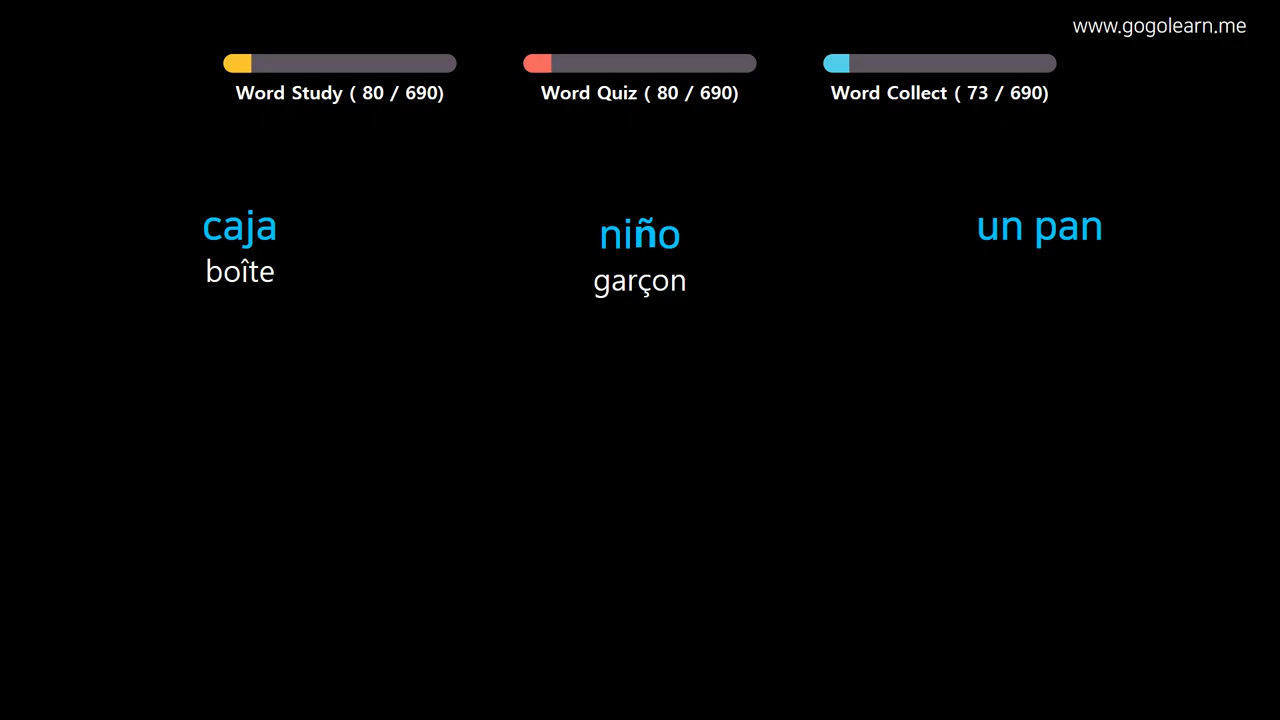 www.gogolearn.me
Word Study ( 80 / 690)
Word Quiz ( 80 / 690)
Word Collect ( 73 / 690)
caja
boîte
niño
garçon
un pan